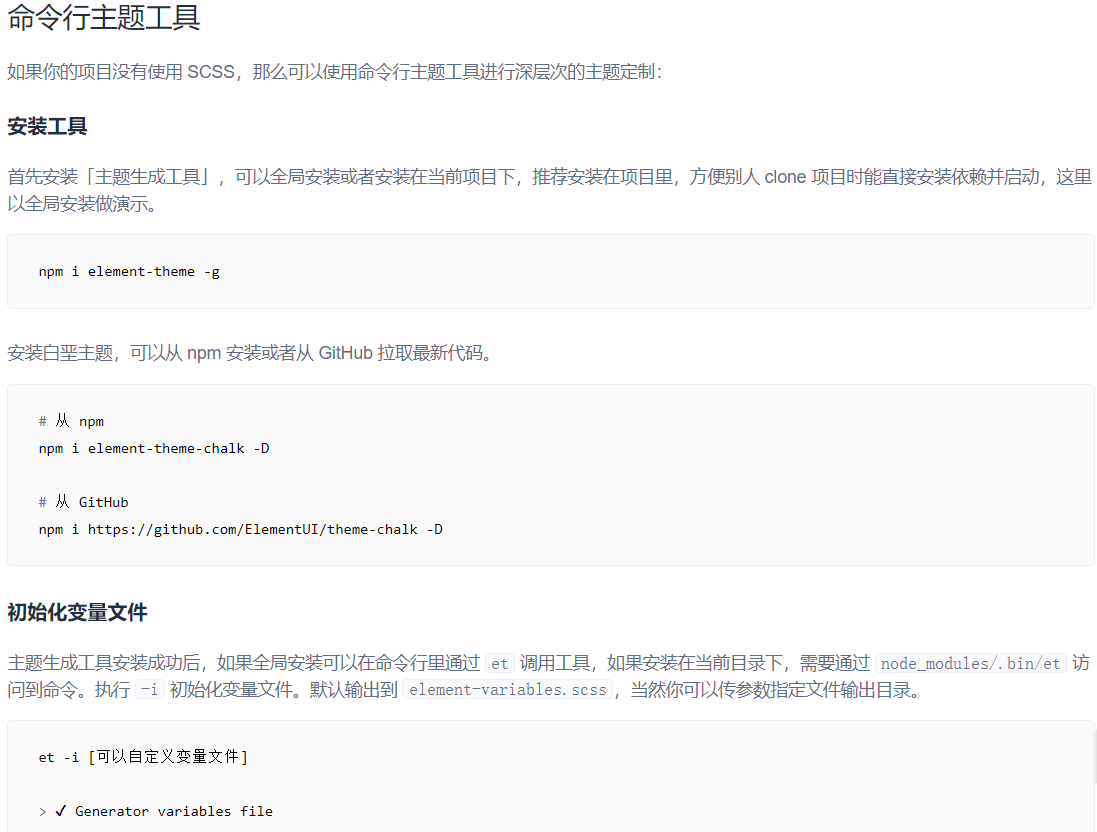 命令行主题工具
如果你的项目没有使用 SCSS，那么可以使用命令行主题工具进行深层次的主题定制：
安装工具
首先安装「主题生成工具」，可以全局安装或者安装在当前项目下，推荐安装在项目里，方便别人 clone 项目时能直接安装依赖并启动，这里
以全局安装做演示。
npm i element-theme -g
安装白垩主题，可以从 npm 安装或者从 GitHub 拉取最新代码。
# 从 npm
npm i element-theme-chalk -D
# 从 GitHub
npm i https://github.com/ElementUI/theme-chalk -D
初始化变量文件
主题生成工具安装成功后，如果全局安装可以在命令行里通过 et 调用工具，如果安装在当前目录下，需要通过 node_modules/.bin/et 访
问到命令。执行 -i 初始化变量文件。默认输出到 element-variables.scss，当然你可以传参数指定文件输出目录。
et -i [可以自定义变量文件]
> ✔ Generator variables file